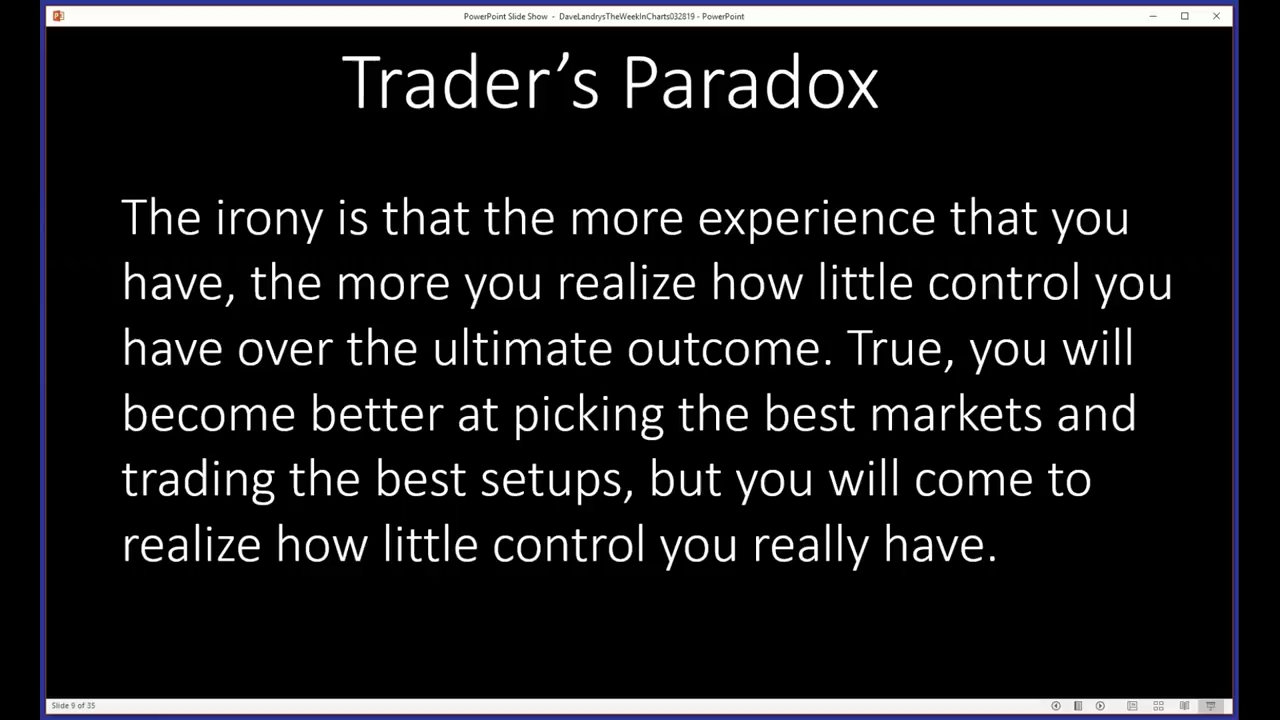 PowerPoint Slide Show - DaveLandrysTheWeekInCharts032819 - PowerPoint
Trader’s Paradox
The irony is that the more experience that you
have, the more you realize how little control you
have over the ultimate outcome. True, you will
become better at picking the best markets and
trading the best setups, but you will come to
realize how little control you really have.
Slide 9 of 35